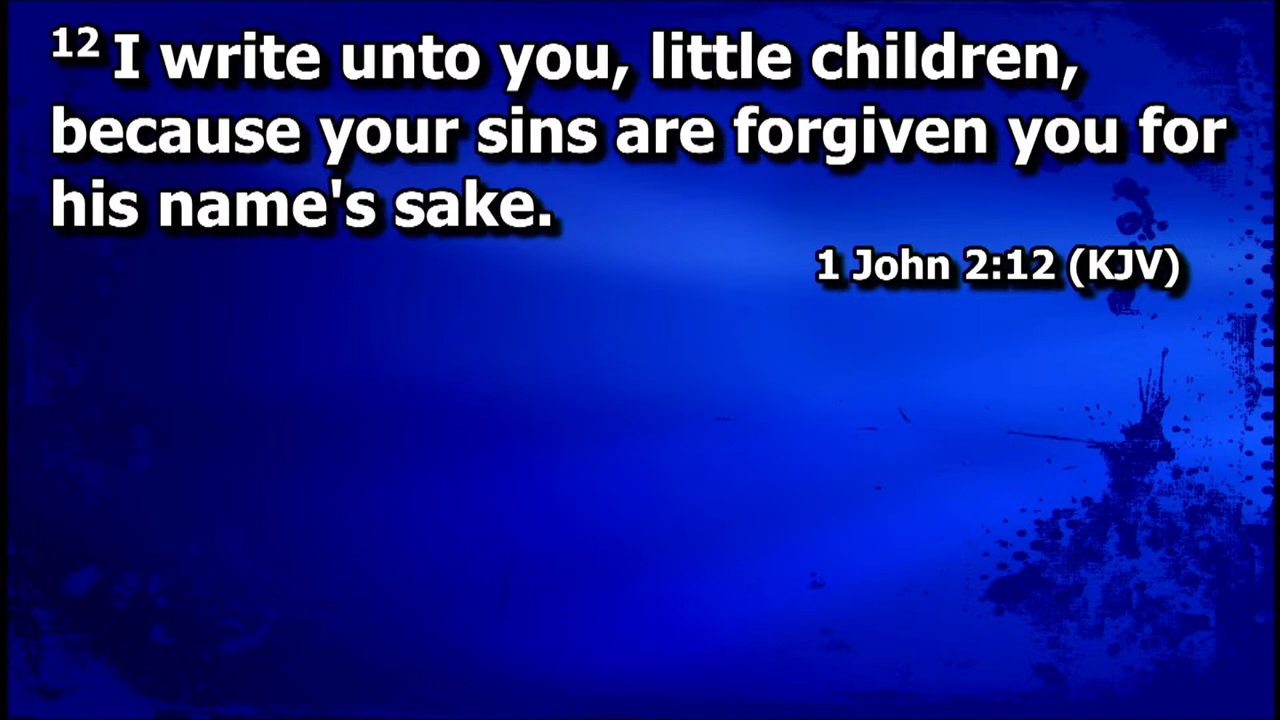 12 I write unto you, little children,
because your sins are forgiven you for
his name's sake.
1 John 2:12 (KJV)